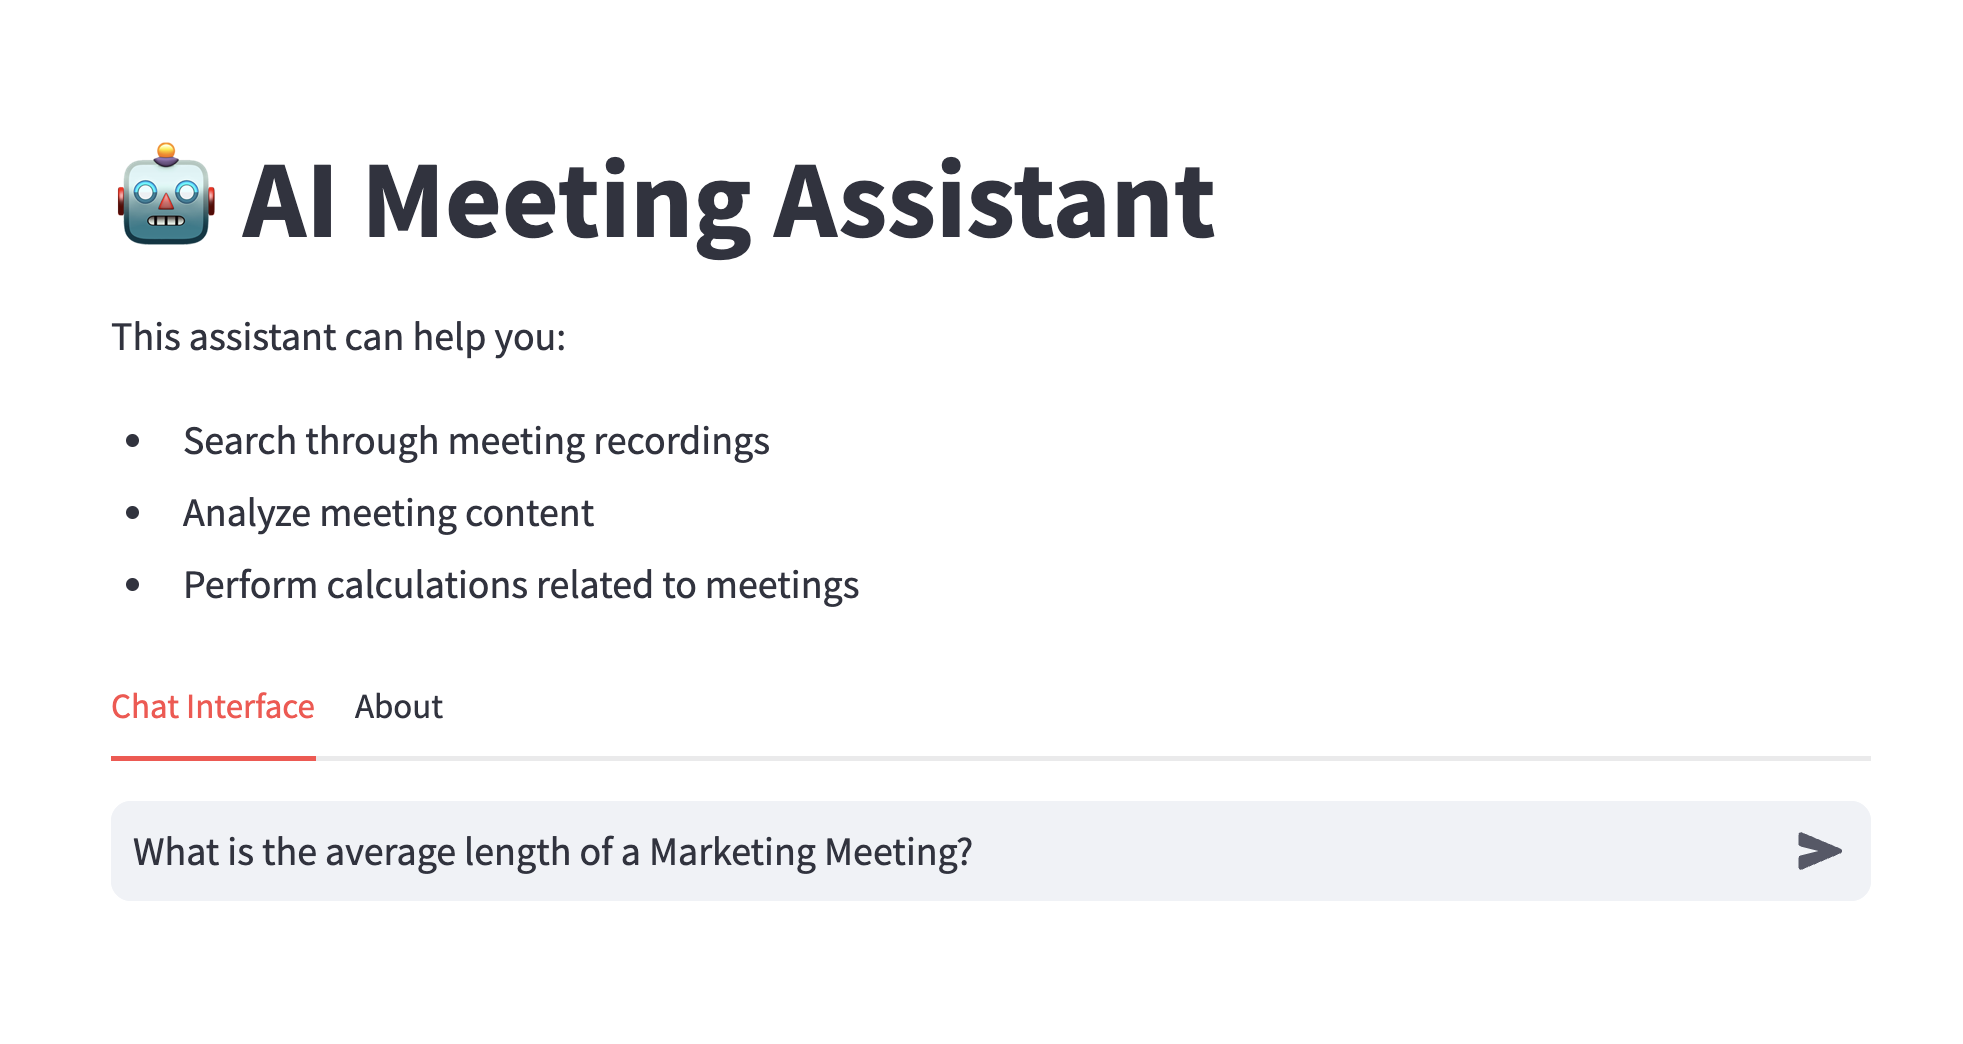 AI Meeting Assistant
This assistant can help you:
Search through meeting recordings
Analyze meeting content
Perform calculations related to meetings
Chat Interface About
What is the average length of a Marketing Meeting?